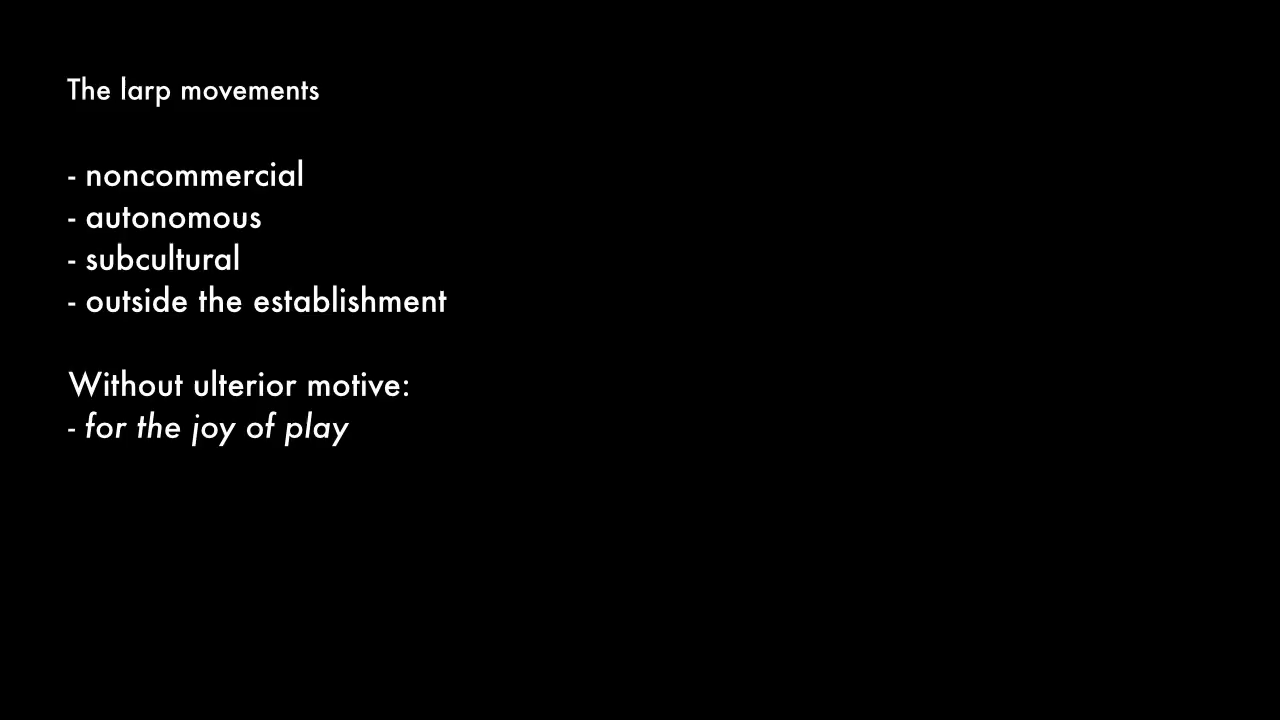 The larp movements
- noncommercial
- autonomous
- subcultural
- outside the establishment
Without ulterior motive:
- for the joy of play